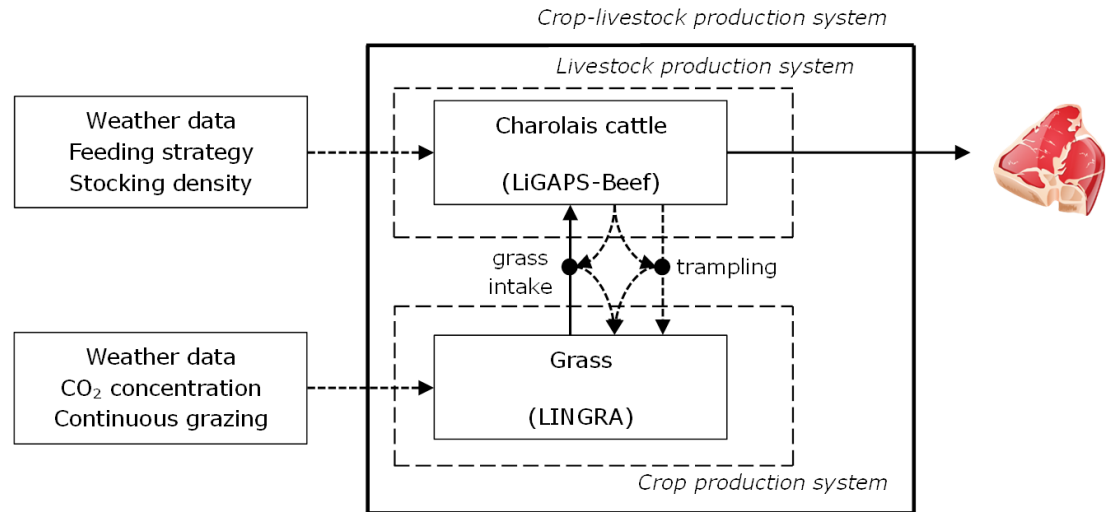 Crop-livestock production system
Livestock production system
Weather data
Feeding strategy
Stocking density
Charolais cattle
(LiGAPS-Beef)
grass
intake
trampling
Weather data
CO₂ concentration
Continuous grazing
Grass
(LINGRA)
Crop production system